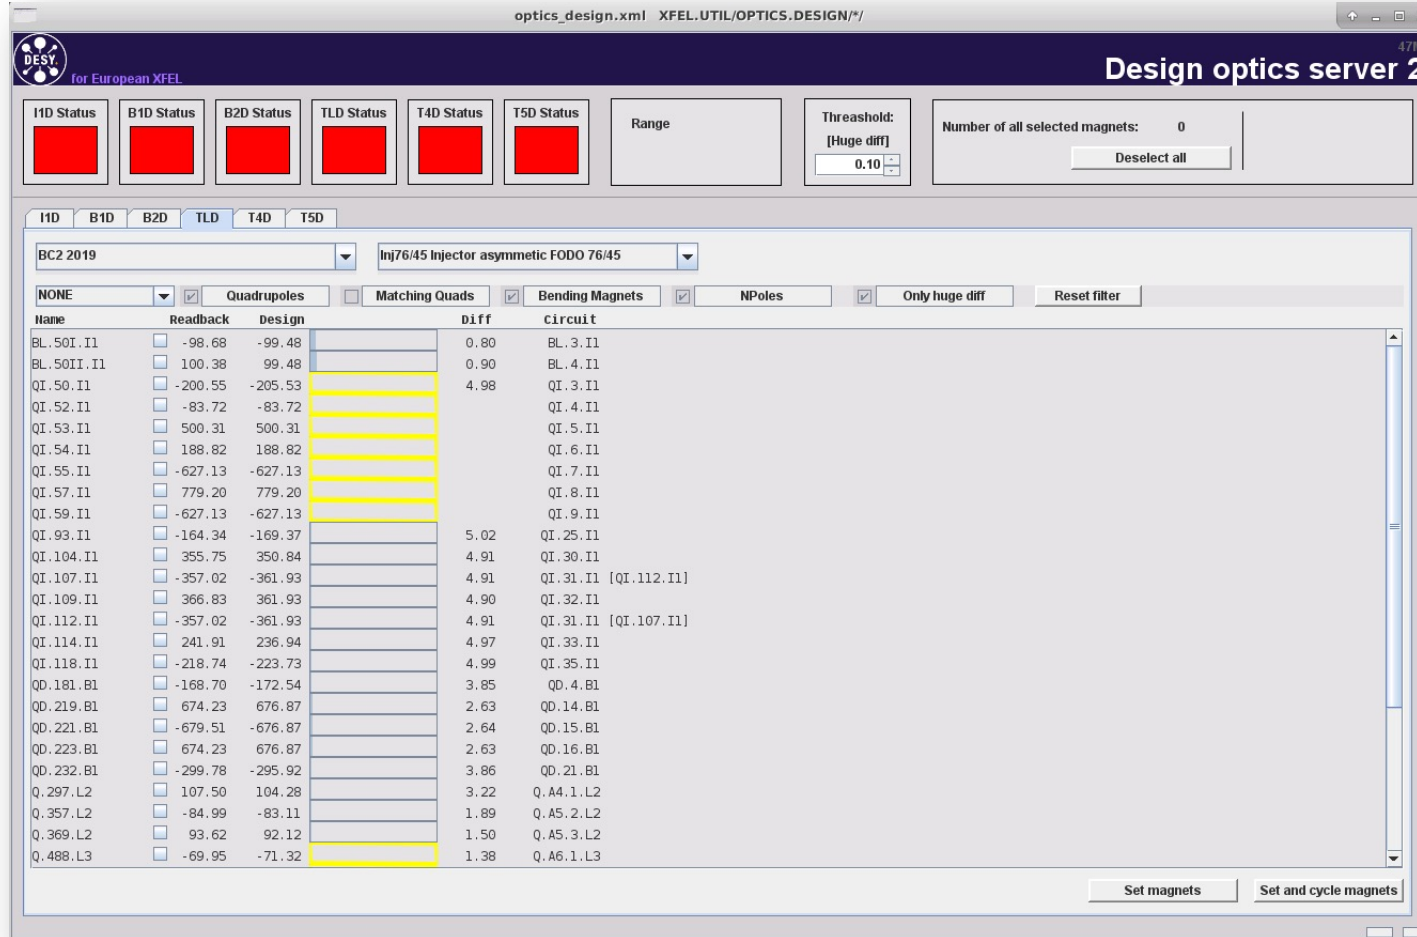 optics_design.xml XFEL.UTIL/OPTICS.DESIGN/*/
DESY.
for European XFEL
Design optics server 2
I1D Status B1D Status B2D Status TLD Status T4D Status T5D Status
Range
Threashold:
[Huge diff]
0.10
Number of all selected magnets: 0
Deselect all
I1D B1D B2D TLD T4D T5D
BC2 2019 Inj76/45 Injector asymmetic FODO 76/45
NONE Quadrupoles Matching Quads Bending Magnets NPoles Only huge diff Reset filter
Name Readback Design Diff Circuit
BL.50I.I1 -98.68 -99.48 0.80 BL.3.I1
BL.50II.I1 100.38 99.48 0.90 BL.4.I1
QI.50.I1 -200.55 -205.53 4.98 QI.3.I1
QI.52.I1 -83.72 -83.72 QI.4.I1
QI.53.I1 500.31 500.31 QI.5.I1
QI.54.I1 188.82 188.82 QI.6.I1
QI.55.I1 -627.13 -627.13 QI.7.I1
QI.57.I1 779.20 779.20 QI.8.I1
QI.59.I1 -627.13 -627.13 QI.9.I1
QI.93.I1 -164.34 -169.37 5.02 QI.25.I1
QI.104.I1 355.75 350.84 4.91 QI.30.I1
QI.107.I1 -357.02 -361.93 4.91 QI.31.I1 [QI.112.I1]
QI.109.I1 366.83 361.93 4.90 QI.32.I1
QI.112.I1 -357.02 -361.93 4.91 QI.31.I1 [QI.107.I1]
QI.114.I1 241.91 236.94 4.97 QI.33.I1
QI.118.I1 -218.74 -223.73 4.99 QI.35.I1
QD.181.B1 -168.70 -172.54 3.85 QD.4.B1
QD.219.B1 674.23 676.87 2.63 QD.14.B1
QD.221.B1 -679.51 -676.87 2.64 QD.15.B1
QD.223.B1 674.23 676.87 2.63 QD.16.B1
QD.232.B1 -299.78 -295.92 3.86 QD.21.B1
Q.297.L2 107.50 104.28 3.22 Q.A4.1.L2
Q.357.L2 -84.99 -83.11 1.89 Q.A5.2.L2
Q.369.L2 93.62 92.12 1.50 Q.A5.3.L2
Q.488.L3 -69.95 -71.32 1.38 Q.A6.1.L3
Set magnets Set and cycle magnets